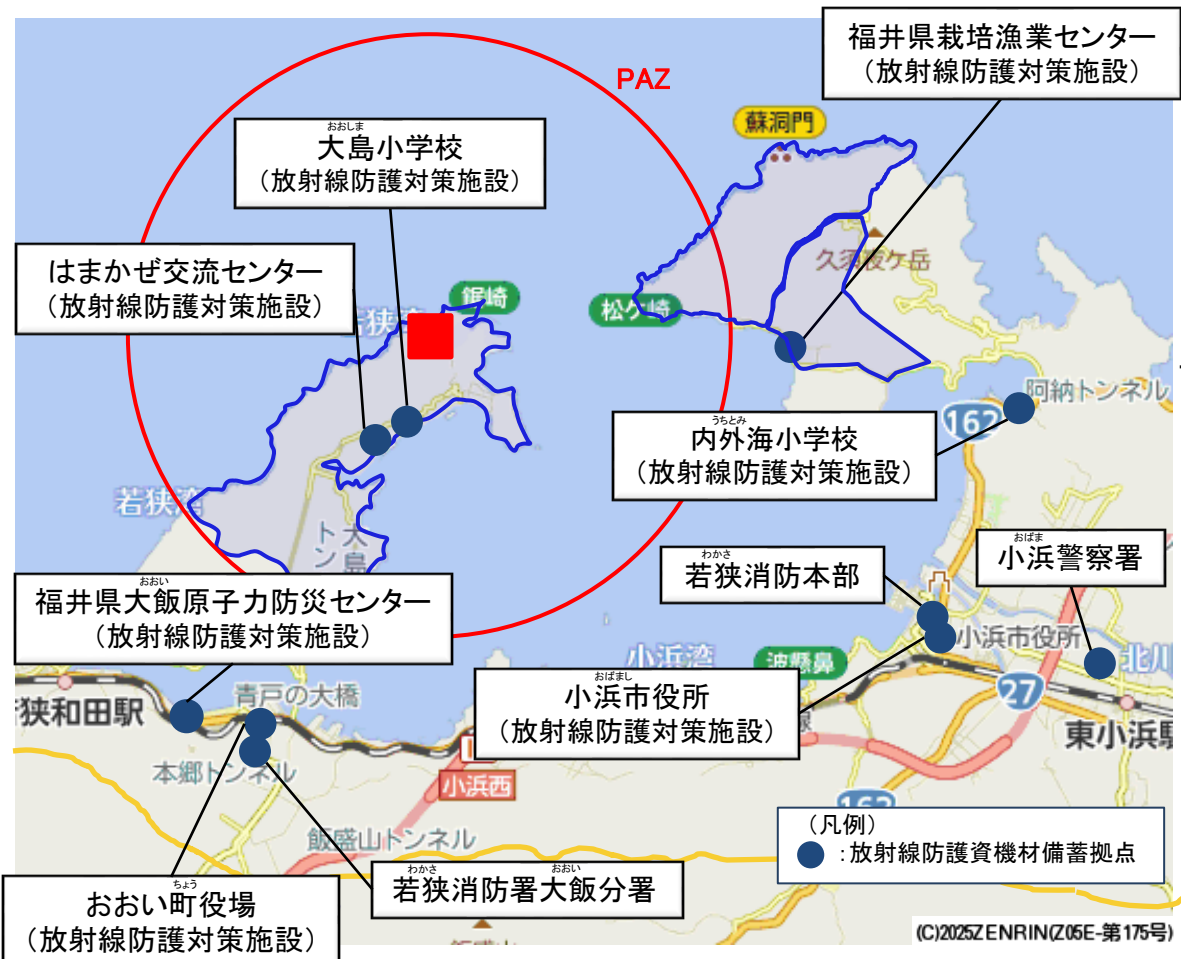 福井県栽培漁業センター
（放射線防護対策施設）
PAZ
蘇洞門
おおしま
大島小学校
（放射線防護対策施設）
久須夜ケ岳
はまかぜ交流センター
（放射線防護対策施設）
鋸崎
松ケ崎
阿納トンネル
162
うちとみ
内外海小学校
（放射線防護対策施設）
若狭湾
大島
トン
わかさ
若狭消防本部
おばま
小浜警察署
おおい
福井県大飯原子力防災センター
（放射線防護対策施設）
小浜市役所
小浜湾
波懸鼻
北川
27
狭和田駅
青戸の大橋
おばまし
小浜市役所
（放射線防護対策施設）
線
東小浜駅
本郷トンネル
小浜西
162
飯盛山トンネル
（凡例）
：放射線防護資機材備蓄拠点
わかさ おおい
若狭消防署大飯分署
ちょう
おおい町役場
（放射線防護対策施設）
飯盛山
(C)2025ZENRIN(Z05E-第175号)